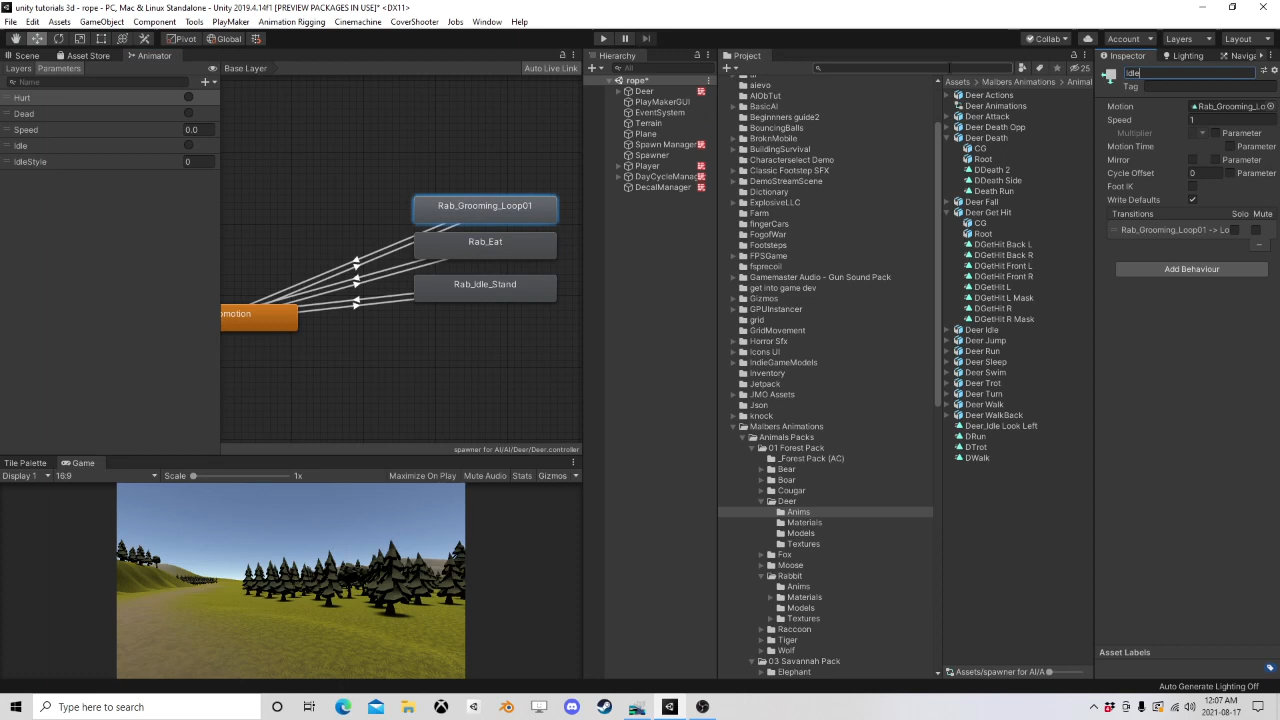 unity tutorials 3d - rope - PC, Mac & Linux Standalone - Unity 2019.4.14f1 [PREVIEW PACKAGES IN USE]* <DX11>
File Edit Assets GameObject Component Tools PlayMaker Animation Rigging Cinemachine CoverShooter Jobs Window Help
Pivot Global Collab Account Layers Layout
Scene Asset Store Animator
Layers Parameters Base Layer Auto Live Link
Name
Hurt
Dead
Speed 0.0
Idle
IdleStyle 0
Rab_Grooming_Loop01
Rab_Eat
Rab_Idle_Stand
omotion
spawner for AI/AI/Deer/Deer.controller
Tile Palette Game
Display 1 16:9 Scale 1x Maximize On Play Mute Audio Stats Gizmos
Hierarchy
All
rope*
Deer
PlayMakerGUI
EventSystem
Terrain
Plane
Spawn Manager
Spawner
Player
DayCycleManag
DecalManager
Project
25
aievo
AIObTut
BasicAI
Beginnners guide2
BouncingBalls
BroknMobile
BuildingSurvival
Characterselect Demo
Classic Footstep SFX
DemoStreamScene
Dictionary
ExplosiveLLC
Farm
fingerCars
FogofWar
Footsteps
FPSGame
fsprecoil
Gamemaster Audio - Gun Sound Pack
get into game dev
Gizmos
GPUInstancer
grid
GridMovement
Horror Sfx
Icons UI
IndieGameModels
Inventory
Jetpack
JMO Assets
Json
knock
Malbers Animations
Animals Packs
01 Forest Pack
_Forest Pack (AC)
Bear
Boar
Cougar
Deer
Anims
Materials
Models
Textures
Fox
Moose
Rabbit
Anims
Materials
Models
Textures
Raccoon
Tiger
Wolf
03 Savannah Pack
Elephant
Assets › Malbers Animations › Animal
Deer Actions
Deer Animations
Deer Attack
Deer Death Opp
Deer Death
CG
Root
DDeath 2
DDeath Side
Death Run
Deer Fall
Deer Get Hit
CG
Root
DGetHit Back L
DGetHit Back R
DGetHit Front L
DGetHit Front R
DGetHit L
DGetHit L Mask
DGetHit R
DGetHit R Mask
Deer Idle
Deer Jump
Deer Run
Deer Sleep
Deer Swim
Deer Trot
Deer Turn
Deer Walk
Deer WalkBack
Deer_Idle Look Left
DRun
DTrot
DWalk
Assets/spawner for AI/A
Inspector Lighting Naviga
Idle
Tag
Motion Rab_Grooming_Lo
Speed 1
Multiplier Parameter
Motion Time Parameter
Mirror Parameter
Cycle Offset 0 Parameter
Foot IK
Write Defaults
Transitions Solo Mute
Rab_Grooming_Loop01 -> Lo
Add Behaviour
Asset Labels
Auto Generate Lighting Off
Type here to search
12:07 AM
2021-08-17